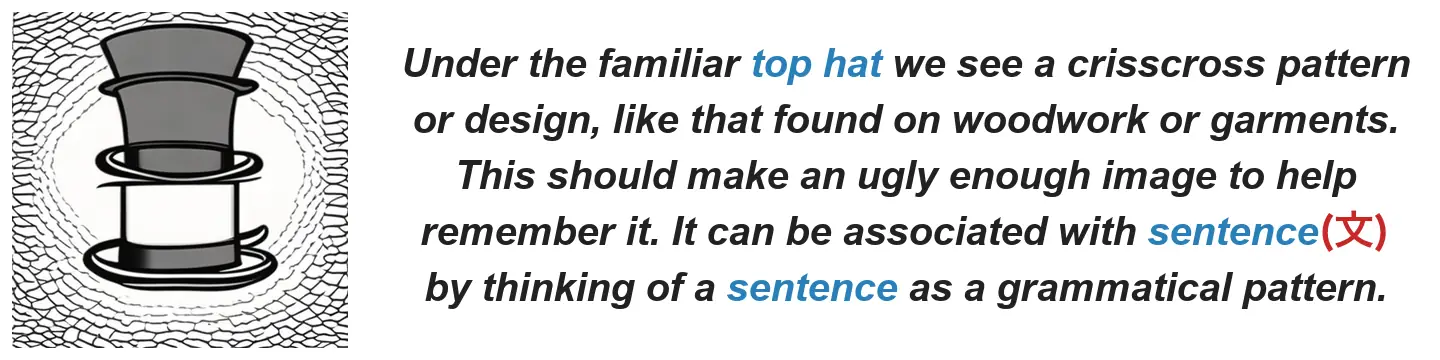 Under the familiar top hat we see a crisscross pattern
or design, like that found on woodwork or garments.
This should make an ugly enough image to help
remember it. It can be associated with sentence(文)
by thinking of a sentence as a grammatical pattern.